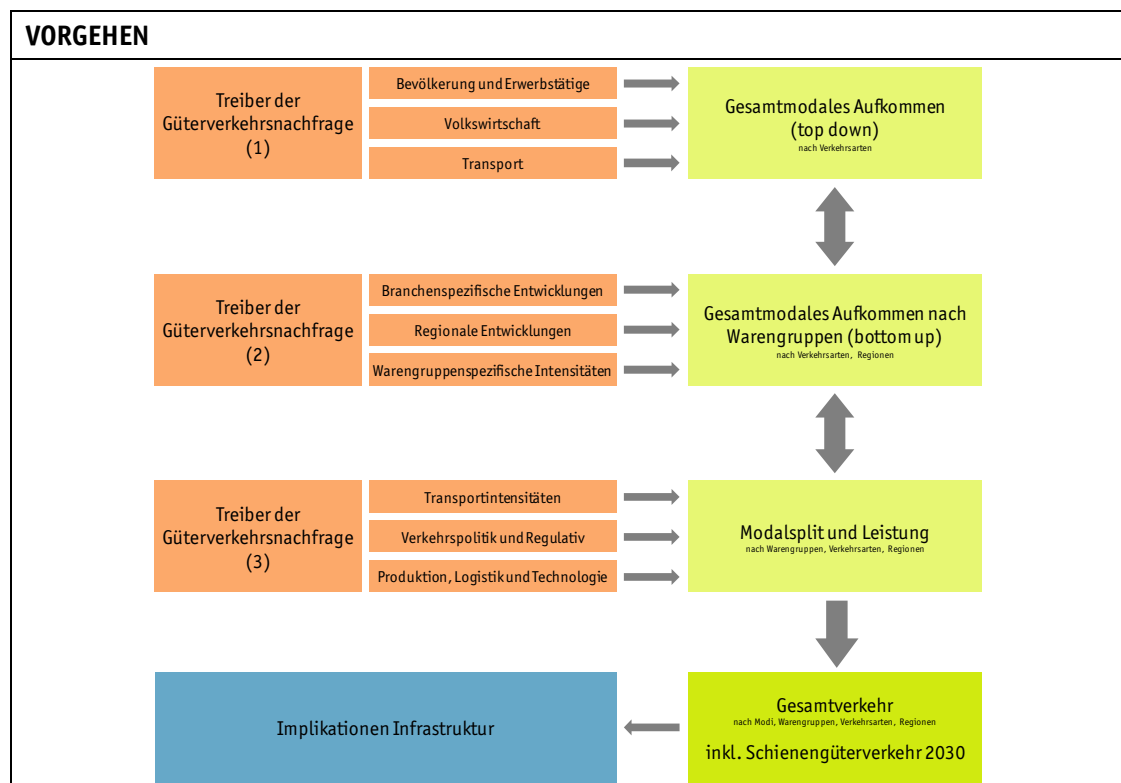 VORGEHEN
Treiber der
Güterverkehrsnachfrage
(1)
Bevölkerung und Erwerbstätige
Volkswirtschaft
Transport
Gesamtmodales Aufkommen
(top down)
nach Verkehrsarten
Treiber der
Güterverkehrsnachfrage
(2)
Branchenspezifische Entwicklungen
Regionale Entwicklungen
Warengruppenspezifische Intensitäten
Gesamtmodales Aufkommen nach
Warengruppen (bottom up)
nach Verkehrsarten, Regionen
Treiber der
Güterverkehrsnachfrage
(3)
Transportintensitäten
Verkehrspolitik und Regulativ
Produktion, Logistik und Technologie
Modalsplit und Leistung
nach Warengruppen, Verkehrsarten, Regionen
Implikationen Infrastruktur
Gesamtverkehr
nach Modi, Warengruppen, Verkehrsarten, Regionen
inkl. Schienengüterverkehr 2030